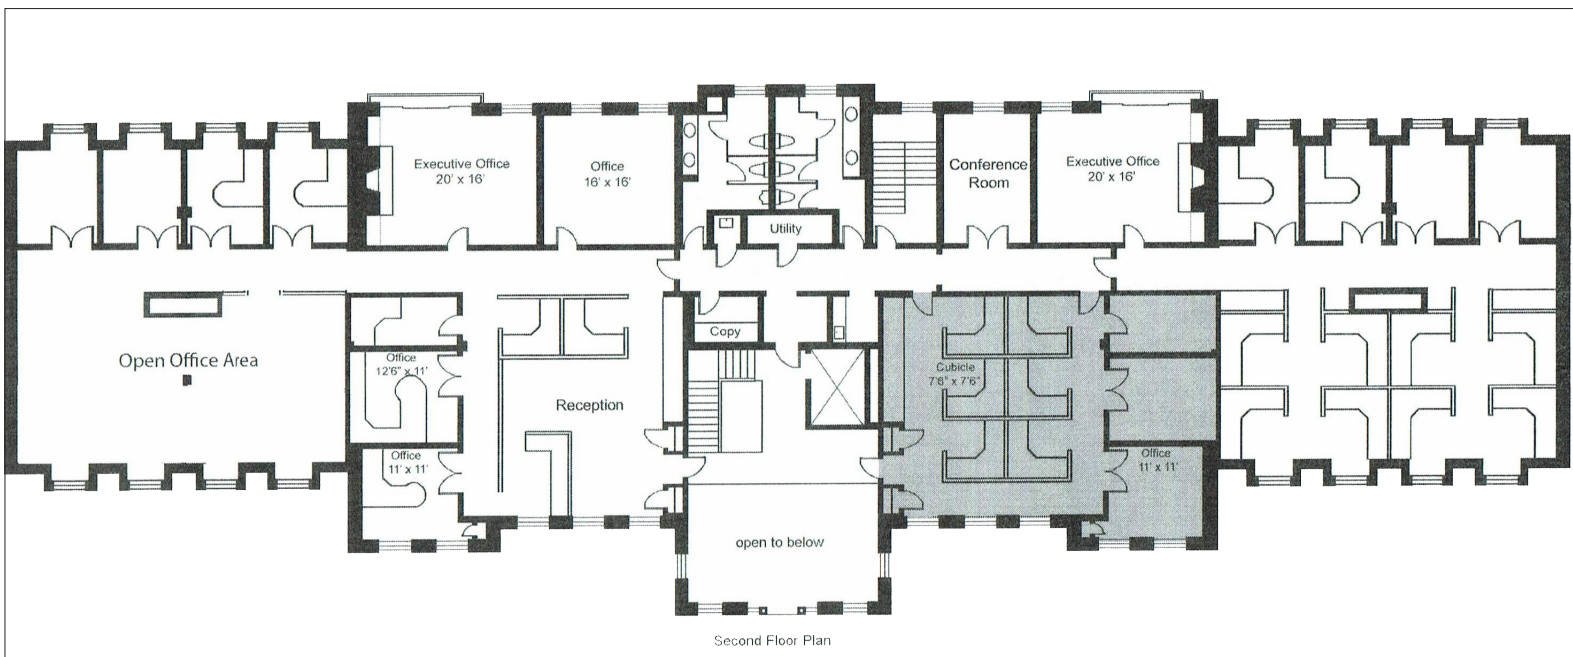 Executive Office
20' x 16'
Office
16' x 16'
Utility
Conference
Room
Executive Office
20' x 16'
Copy
Open Office Area
Office
12'6" x 11'
Reception
Cubicle
7'6" x 7'6"
Office
11' x 11'
Office
11' x 11'
open to below
Second Floor Plan